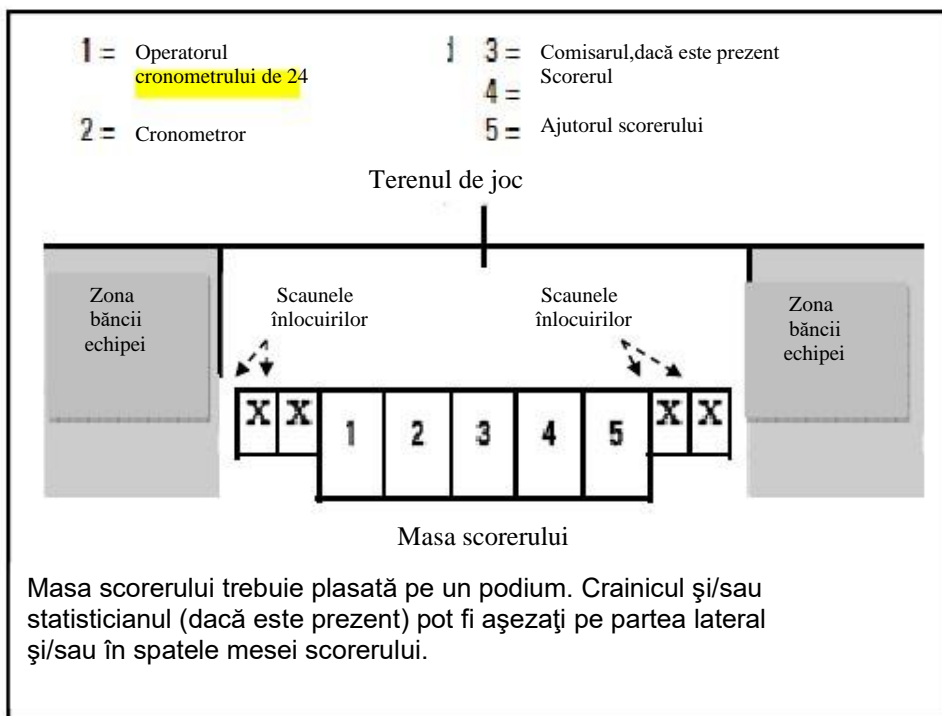 1 = Operatorul
cronometrului de 24
2 = Cronometror
3 = Comisarul,dacă este prezent
4 = Scorerul
5 = Ajutorul scorerului
Terenul de joc
Zona
băncii
echipei
Scaunele
înlocuirilor
Scaunele
înlocuirilor
Zona
băncii
echipei
X X 1 2 3 4 5 X X
Masa scorerului
Masa scorerului trebuie plasată pe un podium. Crainicul şi/sau
statisticianul (dacă este prezent) pot fi aşezaţi pe partea lateral
şi/sau în spatele mesei scorerului.